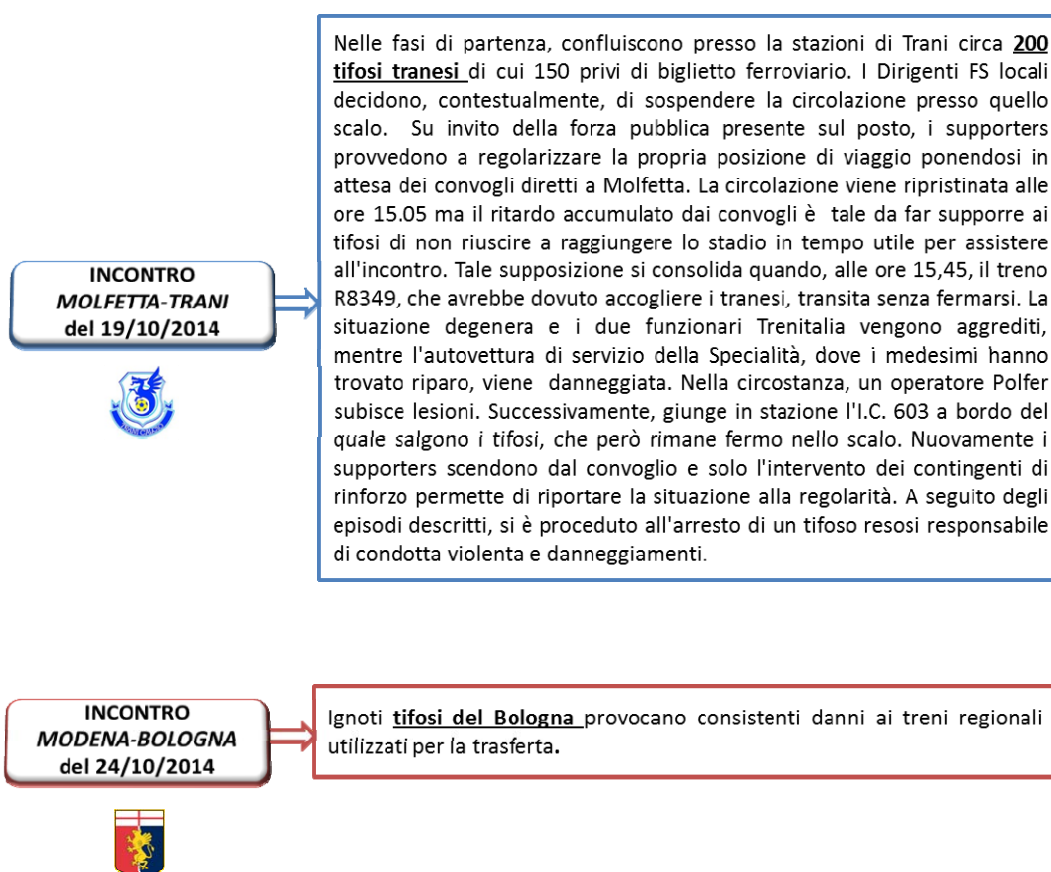 Nelle fasi di partenza, confluiscono presso la stazioni di Trani circa 200
tifosi tranesi di cui 150 privi di biglietto ferroviario. I Dirigenti FS locali
decidono, contestualmente, di sospendere la circolazione presso quello
scalo. Su invito della forza pubblica presente sul posto, i supporters
provvedono a regolarizzare la propria posizione di viaggio ponendosi in
attesa dei convogli diretti a Molfetta. La circolazione viene ripristinata alle
ore 15.05 ma il ritardo accumulato dai convogli è tale da far supporre ai
tifosi di non riuscire a raggiungere lo stadio in tempo utile per assistere
all'incontro. Tale supposizione si consolida quando, alle ore 15,45, il treno
R8349, che avrebbe dovuto accogliere i tranesi, transita senza fermarsi. La
situazione degenera e i due funzionari Trenitalia vengono aggrediti,
mentre l'autovettura di servizio della Specialità, dove i medesimi hanno
trovato riparo, viene danneggiata. Nella circostanza, un operatore Polfer
subisce lesioni. Successivamente, giunge in stazione l'I.C. 603 a bordo del
quale salgono i tifosi, che però rimane fermo nello scalo. Nuovamente i
supporters scendono dal convoglio e solo l'intervento dei contingenti di
rinforzo permette di riportare la situazione alla regolarità. A seguito degli
episodi descritti, si è proceduto all'arresto di un tifoso resosi responsabile
di condotta violenta e danneggiamenti.
INCONTRO
MOLFETTA-TRANI
del 19/10/2014
INCONTRO
MODENA-BOLOGNA
del 24/10/2014
Ignoti tifosi del Bologna provocano consistenti danni ai treni regionali
utilizzati per la trasferta.